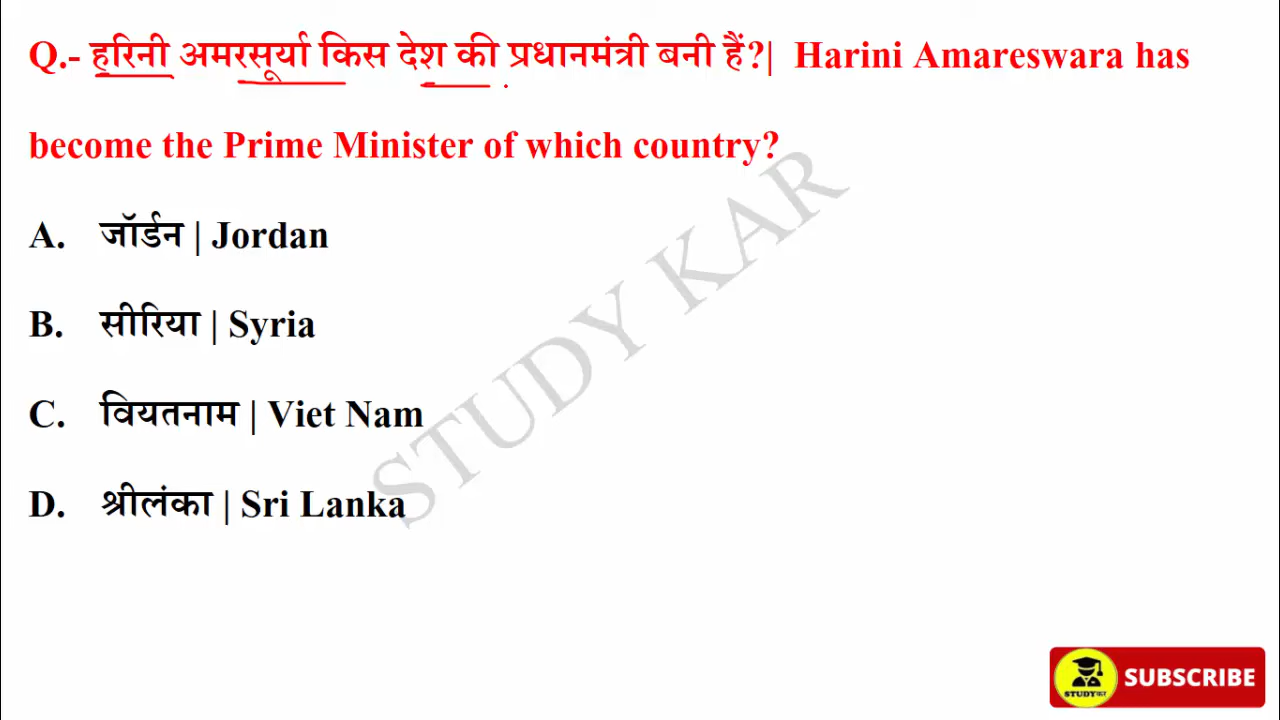 Q.- हरिनी अमरसूर्या किस देश की प्रधानमंत्री बनी हैं?| Harini Amareswara has
become the Prime Minister of which country?
A. जॉर्डन | Jordan
B. सीरिया | Syria
C. वियतनाम | Viet Nam
D. श्रीलंका | Sri Lanka
STUDY KAR
STUDYकर
SUBSCRIBE